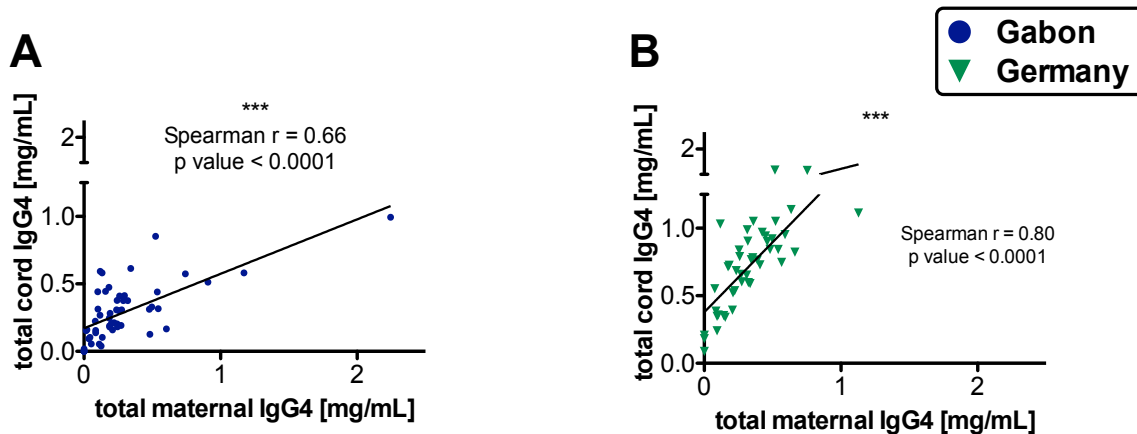 A
***
Spearman r = 0.66
p value < 0.0001
total cord IgG4 [mg/mL]
2
1.0
0.5
0.0
0
1
2
total maternal IgG4 [mg/mL]
B
Gabon
Germany
***
Spearman r = 0.80
p value < 0.0001
total cord IgG4 [mg/mL]
2
1.0
0.5
0.0
0
1
2
total maternal IgG4 [mg/mL]